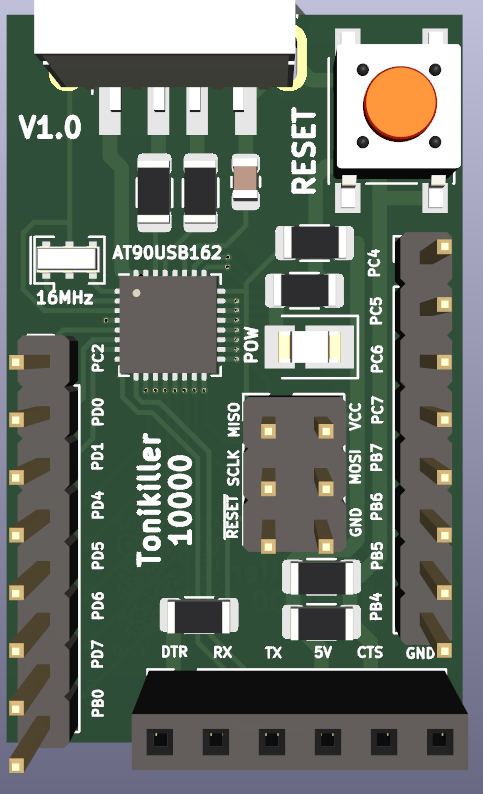 V1.0
RESET
AT90USB162
16MHz
POW
PC2
PD0
PD1
PD4
PD5
PD6
PD7
PB0
Tonikiller
10000
MISO
SCLK
RESET
VCC
MOSI
GND
PC4
PC5
PC6
PC7
PB7
PB6
PB5
PB4
DTR RX TX 5V CTS GND